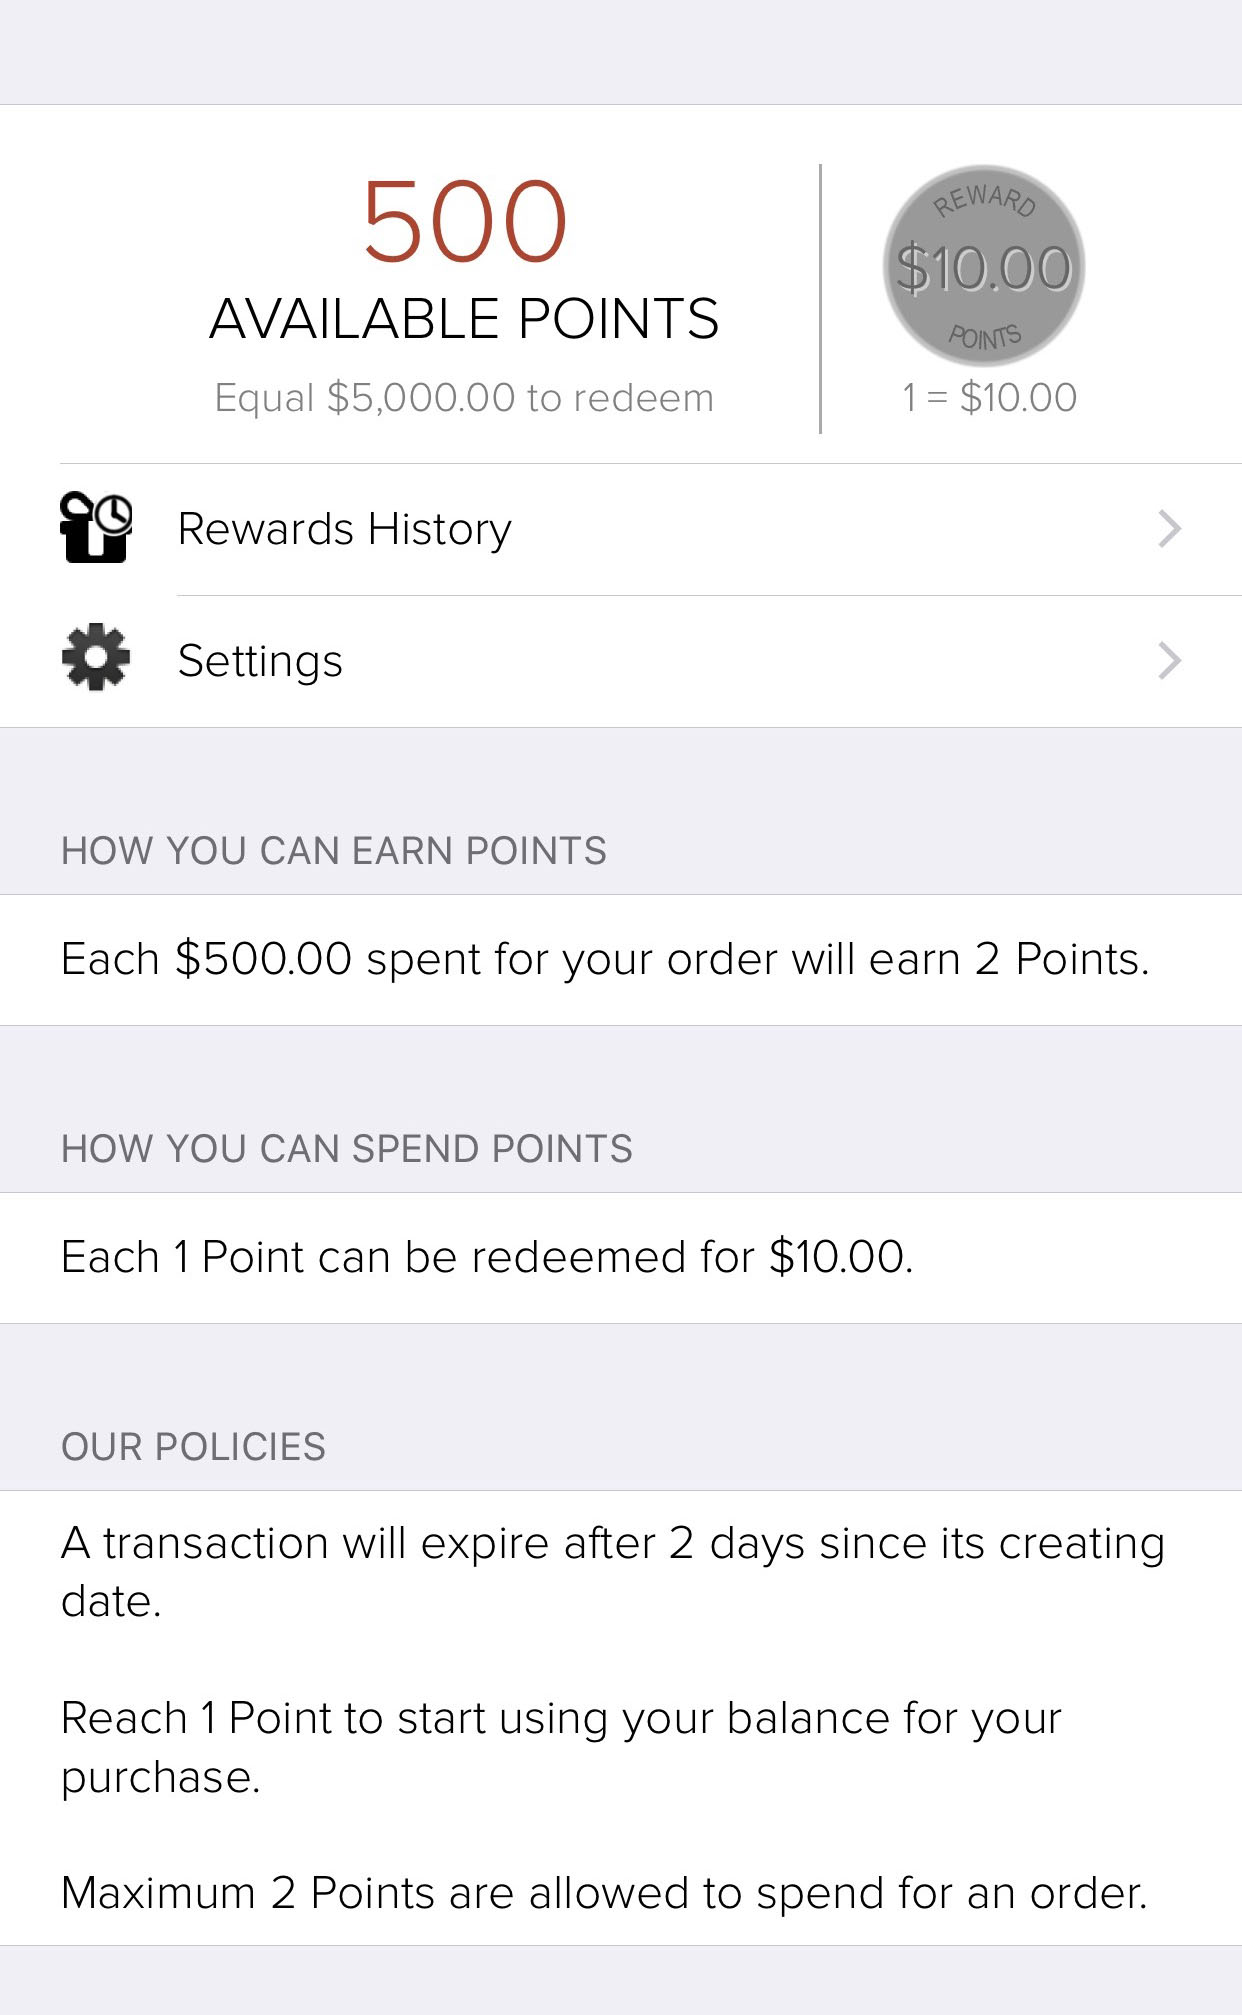 500
AVAILABLE POINTS
Equal $5,000.00 to redeem
REWARD
$10.00
POINTS
1 = $10.00
Rewards History
Settings
HOW YOU CAN EARN POINTS
Each $500.00 spent for your order will earn 2 Points.
HOW YOU CAN SPEND POINTS
Each 1 Point can be redeemed for $10.00.
OUR POLICIES
A transaction will expire after 2 days since its creating
date.
Reach 1 Point to start using your balance for your
purchase.
Maximum 2 Points are allowed to spend for an order.